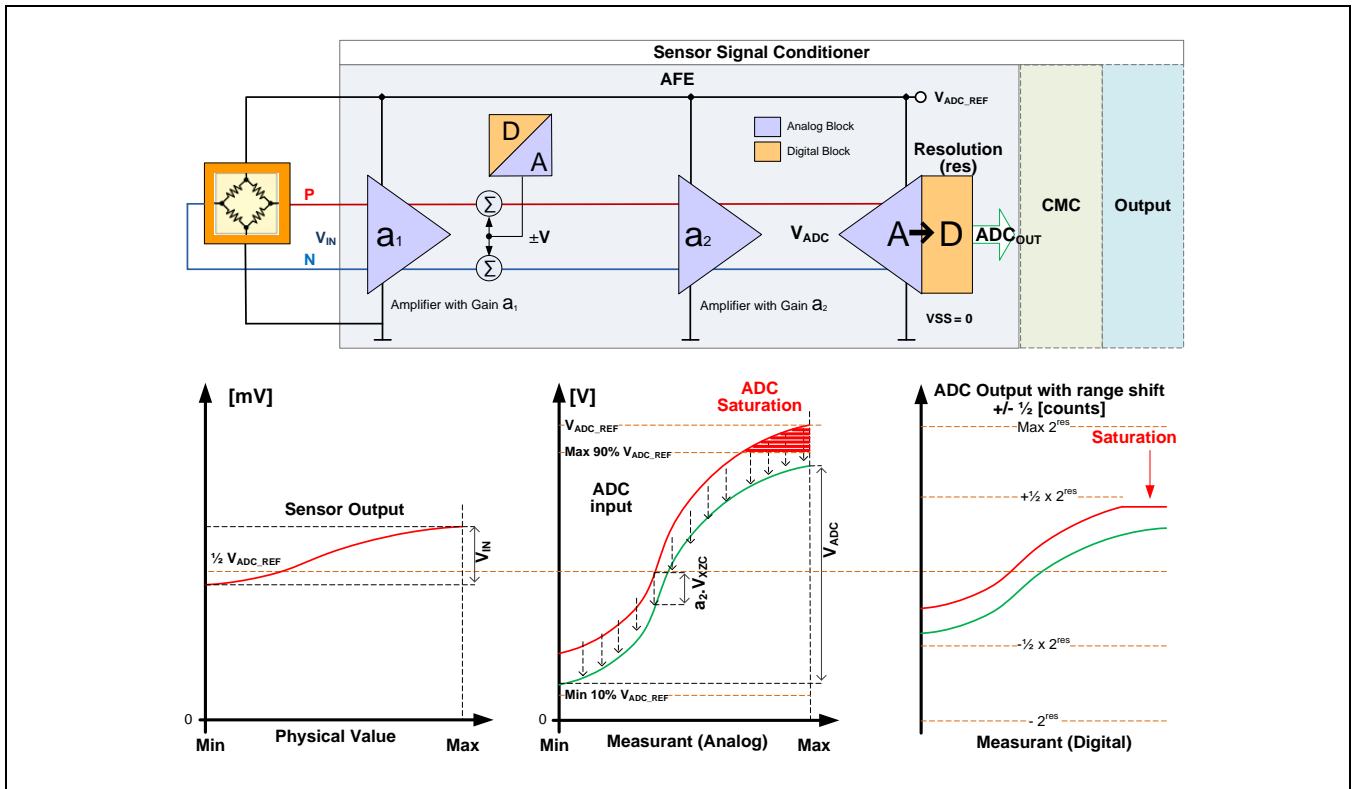 Sensor Signal Conditioner
AFE
V_ADC_REF
D
A
Analog Block
Digital Block
Resolution
(res)
P
V_IN
N
a₁
Σ
±V
Σ
a₂
V_ADC
A
D
ADC_OUT
CMC
Output
Amplifier with Gain a₁
Amplifier with Gain a₂
VSS = 0
[mV]
Sensor Output
½ V_ADC_REF
V_IN
0
Min
Physical Value
Max
[V]
ADC
Saturation
V_ADC_REF
Max 90% V_ADC_REF
ADC
input
V_ADC
a₂.V_XZC
Min 10% V_ADC_REF
0
Min
Measurant (Analog)
Max
ADC Output with range shift
+/- ½ [counts]
Max 2^res
Saturation
+½ x 2^res
-½ x 2^res
- 2^res
Measurant (Digital)